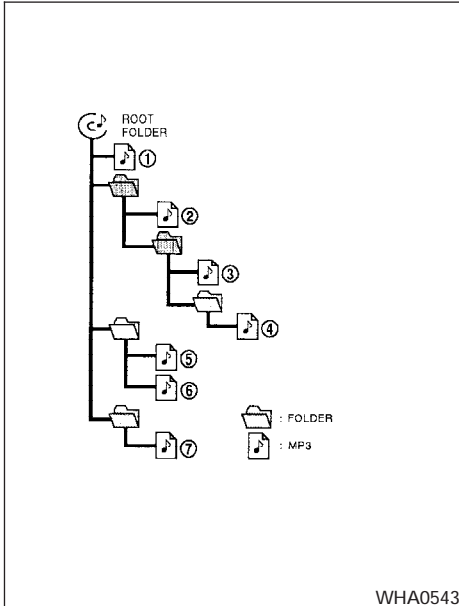 ROOT
FOLDER
①
②
③
④
⑤
⑥
: FOLDER
⑦
: MP3
WHA0543